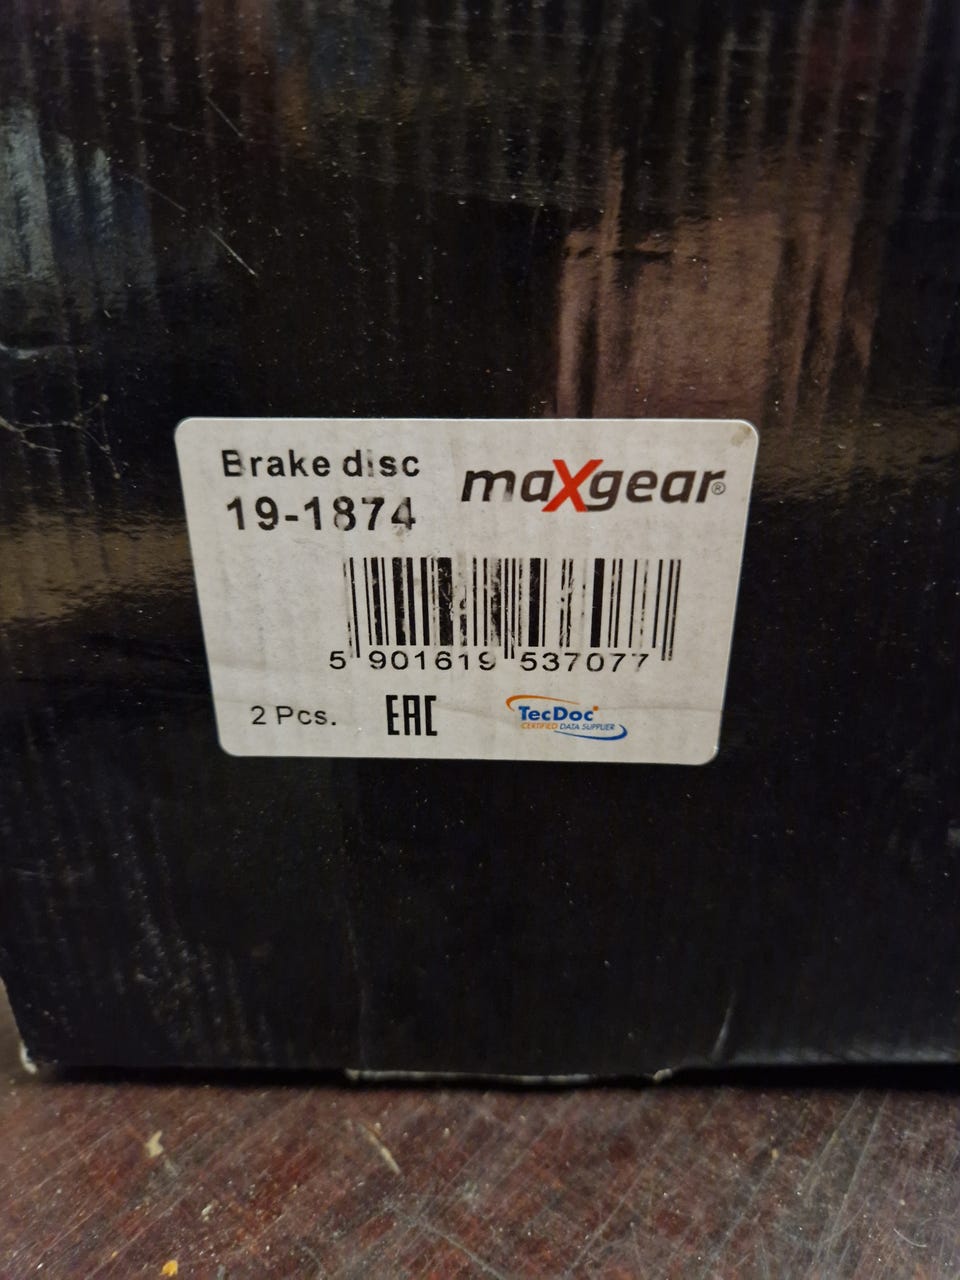 Brake disc
19-1874
maXgear®
5 901619 537077
2 Pcs.
EAC
TecDoc
CERTIFIED DATA SUPPLIER